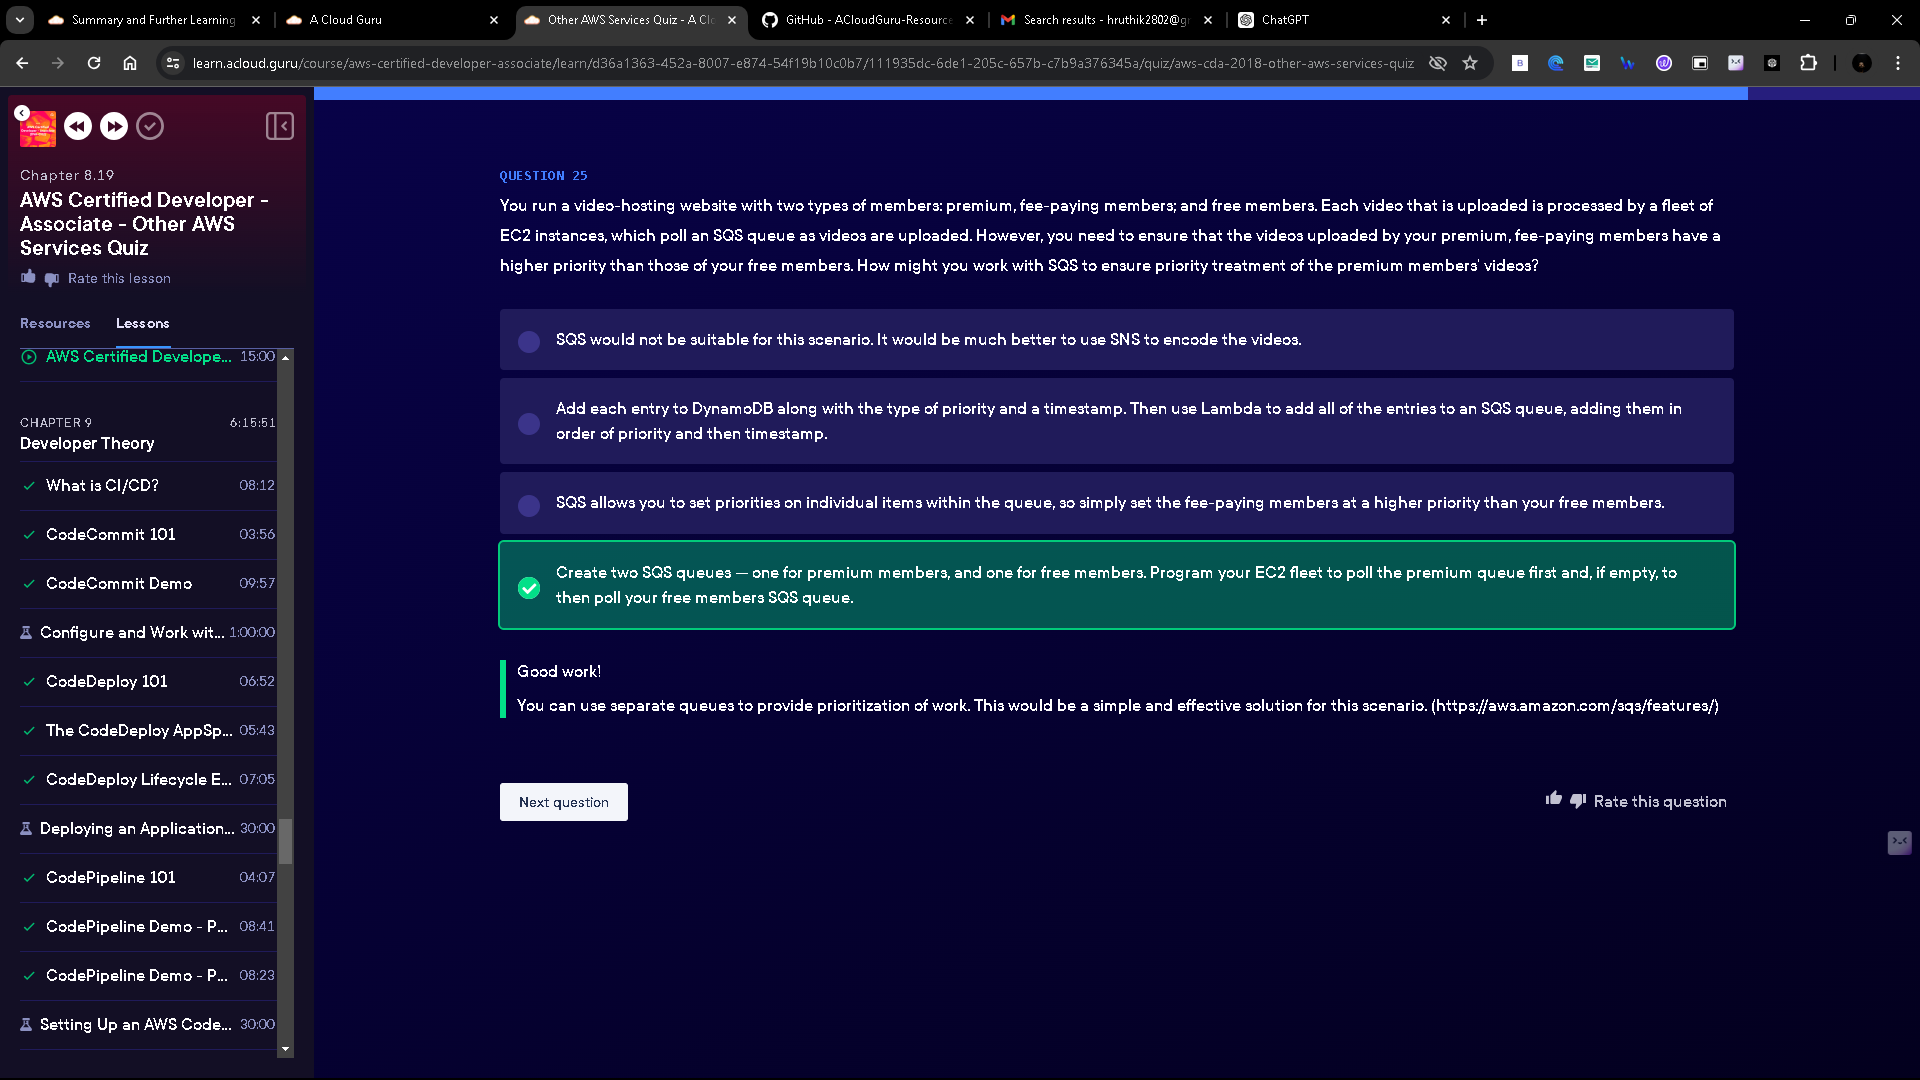 Summary and Further Learning
A Cloud Guru
Other AWS Services Quiz - A Clo
GitHub - ACloudGuru-Resource
Search results - hruthik2802@gr
ChatGPT
learn.acloud.guru/course/aws-certified-developer-associate/learn/d36a1363-452a-8007-e874-54f19b10c0b7/111935dc-6de1-205c-657b-c7b9a376345a/quiz/aws-cda-2018-other-aws-services-quiz
Chapter 8.19
AWS Certified Developer -
Associate - Other AWS
Services Quiz
Rate this lesson
Resources
Lessons
AWS Certified Develope... 15:00
CHAPTER 9 6:15:51
Developer Theory
What is CI/CD? 08:12
CodeCommit 101 03:56
CodeCommit Demo 09:57
Configure and Work wit... 1:00:00
CodeDeploy 101 06:52
The CodeDeploy AppSp... 05:43
CodeDeploy Lifecycle E... 07:05
Deploying an Application... 30:00
CodePipeline 101 04:07
CodePipeline Demo - P... 08:41
CodePipeline Demo - P... 08:23
Setting Up an AWS Code... 30:00
QUESTION 25
You run a video-hosting website with two types of members: premium, fee-paying members; and free members. Each video that is uploaded is processed by a fleet of
EC2 instances, which poll an SQS queue as videos are uploaded. However, you need to ensure that the videos uploaded by your premium, fee-paying members have a
higher priority than those of your free members. How might you work with SQS to ensure priority treatment of the premium members' videos?
SQS would not be suitable for this scenario. It would be much better to use SNS to encode the videos.
Add each entry to DynamoDB along with the type of priority and a timestamp. Then use Lambda to add all of the entries to an SQS queue, adding them in
order of priority and then timestamp.
SQS allows you to set priorities on individual items within the queue, so simply set the fee-paying members at a higher priority than your free members.
Create two SQS queues — one for premium members, and one for free members. Program your EC2 fleet to poll the premium queue first and, if empty, to
then poll your free members SQS queue.
Good work!
You can use separate queues to provide prioritization of work. This would be a simple and effective solution for this scenario. (https://aws.amazon.com/sqs/features/)
Next question
Rate this question